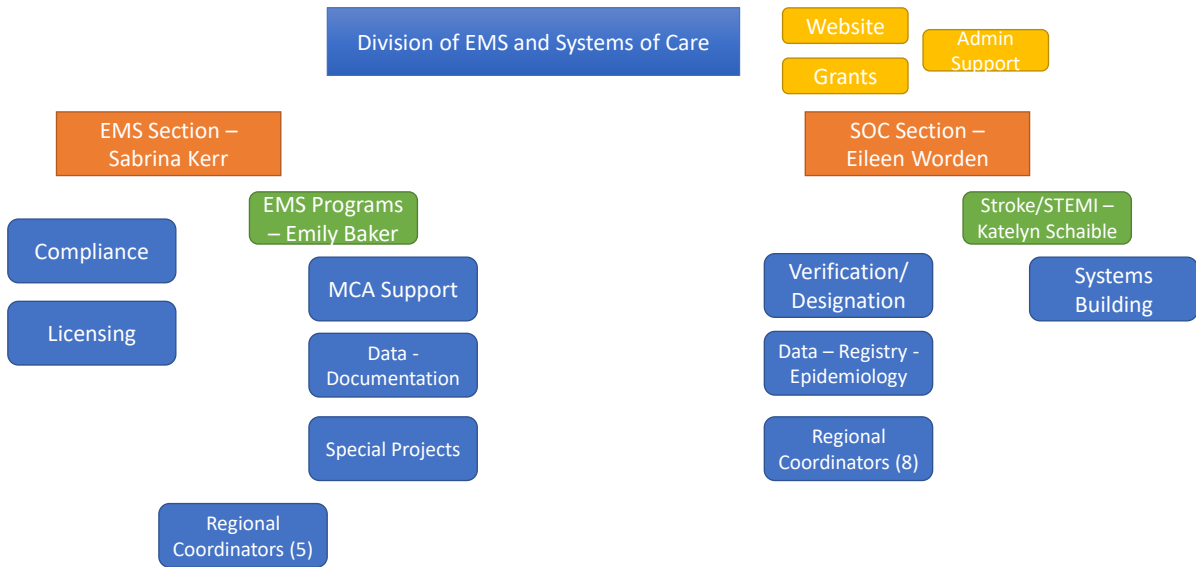 Division of EMS and Systems of Care
Website
Grants
Admin
Support
EMS Section –
Sabrina Kerr
SOC Section –
Eileen Worden
EMS Programs
– Emily Baker
Stroke/STEMI –
Katelyn Schaible
Compliance
Licensing
MCA Support
Data -
Documentation
Special Projects
Regional
Coordinators (5)
Verification/
Designation
Data – Registry -
Epidemiology
Regional
Coordinators (8)
Systems
Building